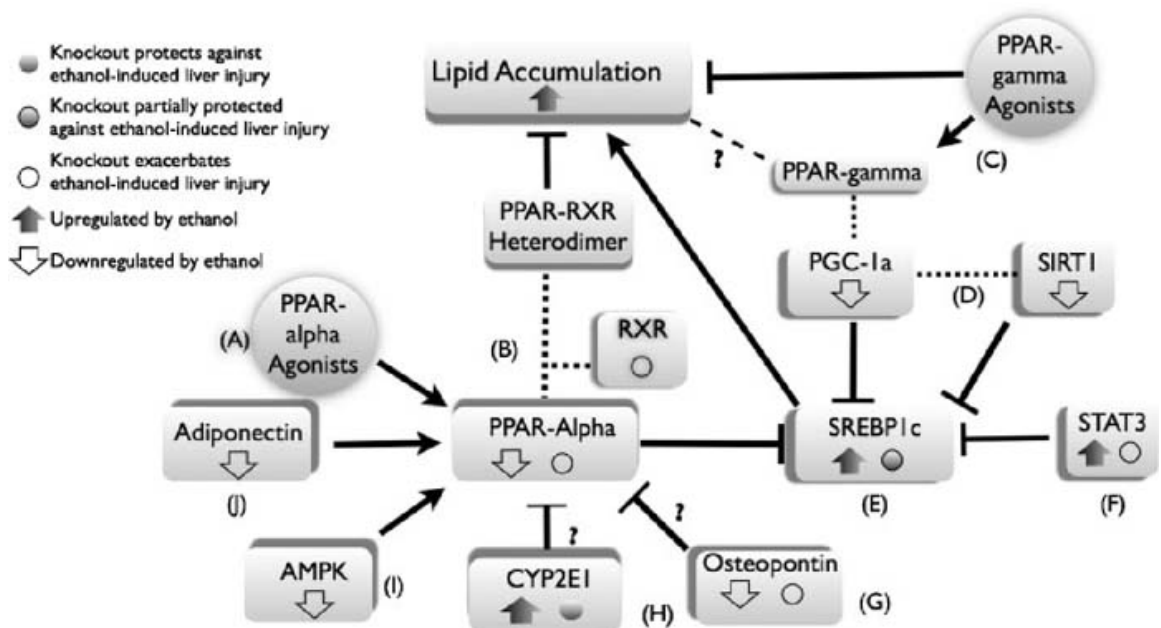 Knockout protects against
ethanol-induced liver injury
Knockout partially protected
against ethanol-induced liver injury
Knockout exacerbates
ethanol-induced liver injury
Upregulated by ethanol
Downregulated by ethanol
Lipid Accumulation
PPAR-
gamma
Agonists
(C)
?
PPAR-gamma
PPAR-RXR
Heterodimer
PGC-1a
(D)
SIRT1
(A)
PPAR-
alpha
Agonists
(B)
RXR
Adiponectin
(J)
PPAR-Alpha
SREBP1c
(E)
STAT3
(F)
AMPK
(I)
?
CYP2E1
(H)
?
Osteopontin
(G)